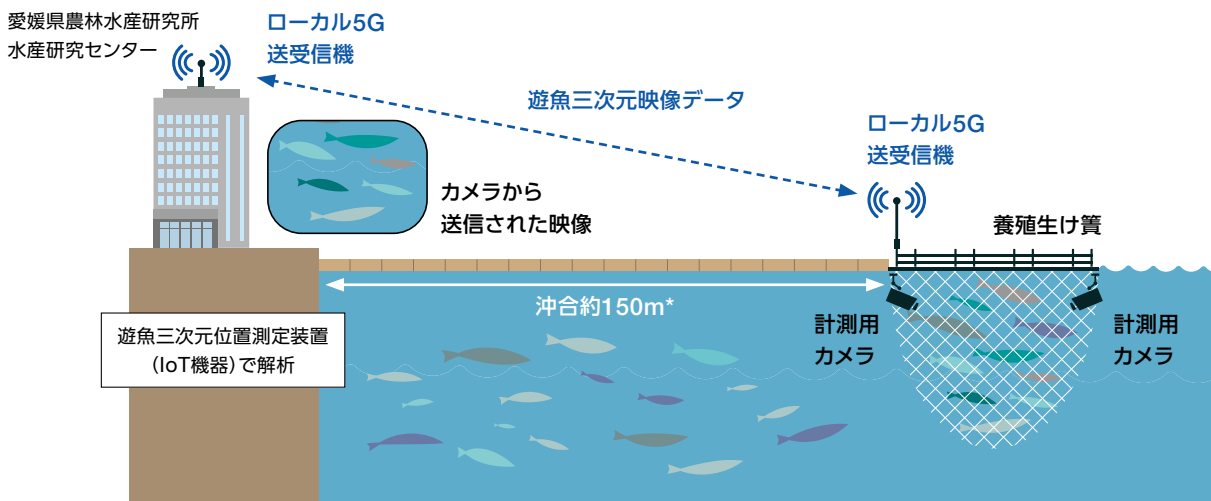 愛媛県農林水産研究所
水産研究センター
ローカル5G
送受信機
遊魚三次元映像データ
ローカル5G
送受信機
カメラから
送信された映像
養殖生け簀
沖合約150m*
計測用
カメラ
計測用
カメラ
遊魚三次元位置測定装置
(IoT機器)で解析